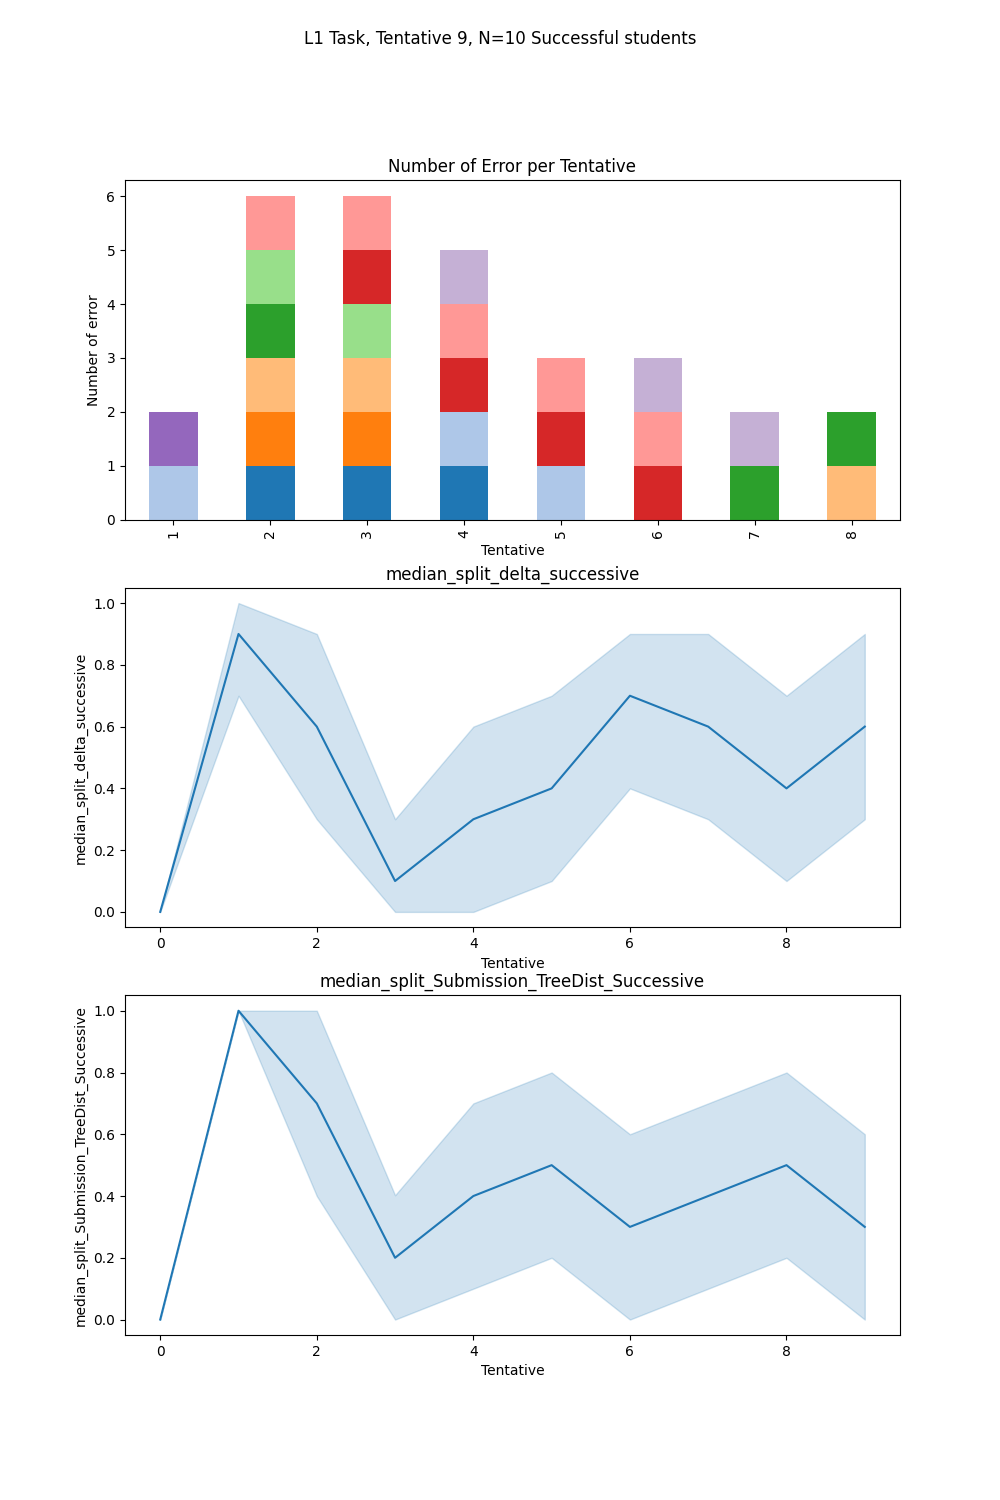 L1 Task, Tentative 9, N=10 Successful students
Number of Error per Tentative
Number of error
6
5
4
3
2
1
0
1 2 3 4 5 6 7 8
Tentative
median_split_delta_successive
median_split_delta_successive
1.0
0.8
0.6
0.4
0.2
0.0
0 2 4 6 8
Tentative
median_split_Submission_TreeDist_Successive
median_split_Submission_TreeDist_Successive
1.0
0.8
0.6
0.4
0.2
0.0
0 2 4 6 8
Tentative